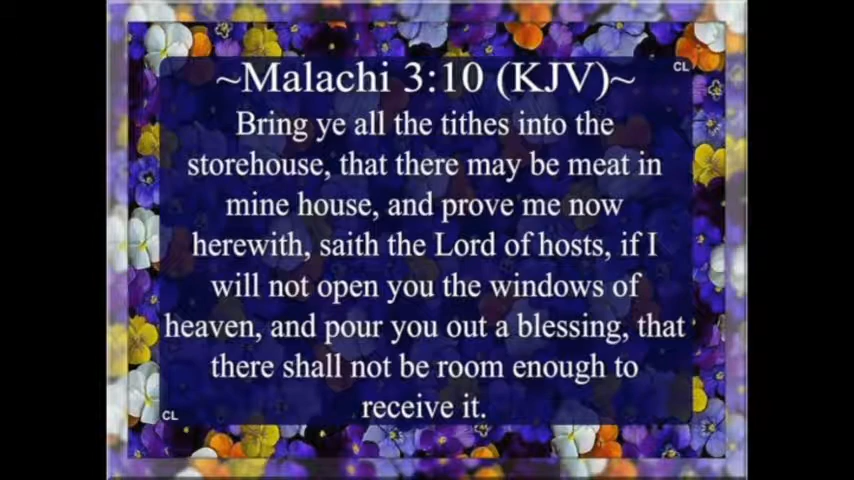 ~Malachi 3:10 (KJV)~
CL
Bring ye all the tithes into the
storehouse, that there may be meat in
mine house, and prove me now
herewith, saith the Lord of hosts, if I
will not open you the windows of
heaven, and pour you out a blessing, that
there shall not be room enough to
receive it.
CL